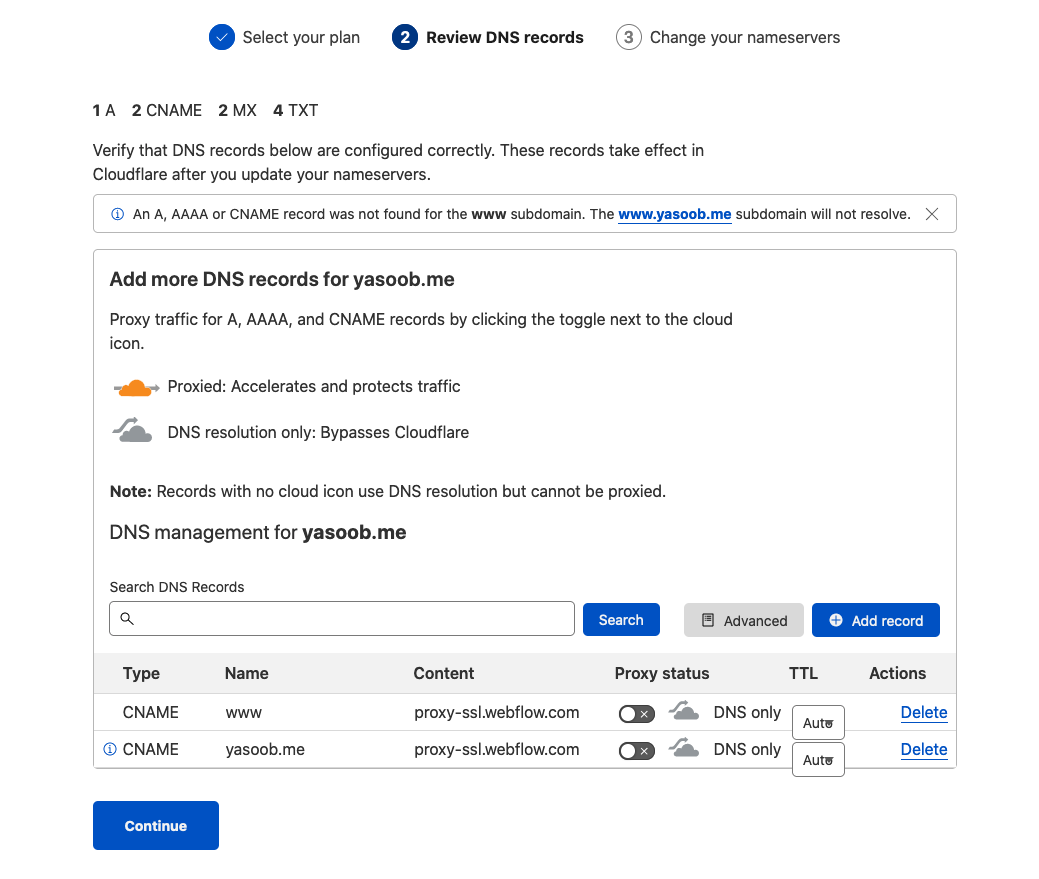 Select your plan
2 Review DNS records
3 Change your nameservers
1 A 2 CNAME 2 MX 4 TXT
Verify that DNS records below are configured correctly. These records take effect in
Cloudflare after you update your nameservers.
An A, AAAA or CNAME record was not found for the www subdomain. The www.yasoob.me subdomain will not resolve.
Add more DNS records for yasoob.me
Proxy traffic for A, AAAA, and CNAME records by clicking the toggle next to the cloud
icon.
Proxied: Accelerates and protects traffic
DNS resolution only: Bypasses Cloudflare
Note: Records with no cloud icon use DNS resolution but cannot be proxied.
DNS management for yasoob.me
Search DNS Records
Search Advanced Add record
Type Name Content Proxy status TTL Actions
CNAME www proxy-ssl.webflow.com DNS only Auto Delete
CNAME yasoob.me proxy-ssl.webflow.com DNS only Auto Delete
Continue